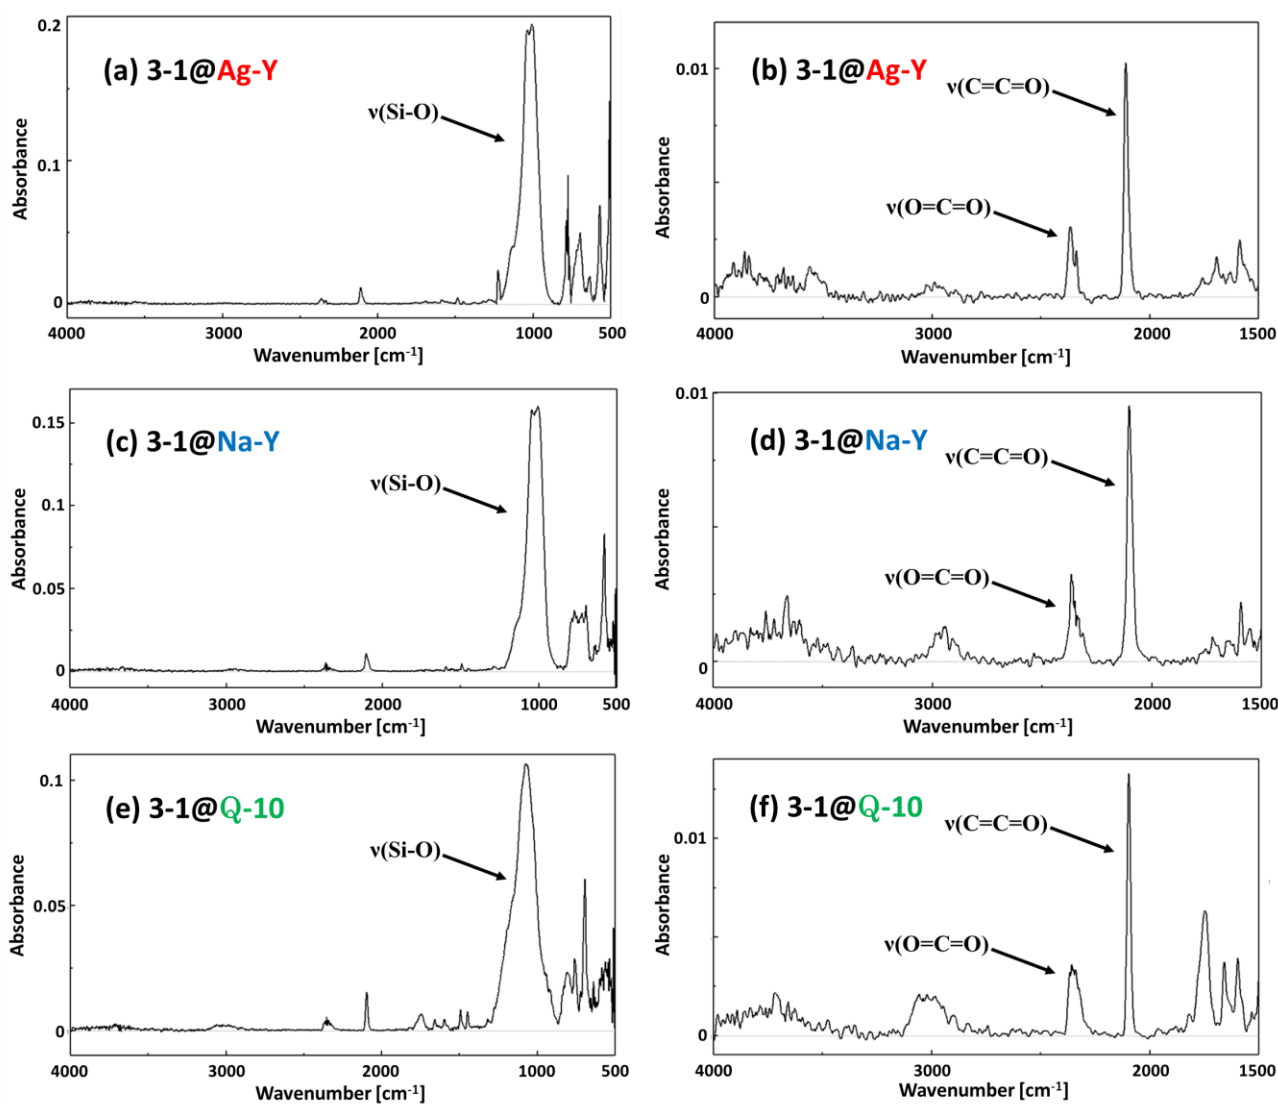 (a) 3-1@Ag-Y
ν(Si-O)
Absorbance
0.2
0.1
0
4000 3000 2000 1000 500
Wavenumber [cm⁻¹]
(b) 3-1@Ag-Y
ν(C=C=O)
ν(O=C=O)
Absorbance
0.01
0
4000 3000 2000 1500
Wavenumber [cm⁻¹]
(c) 3-1@Na-Y
ν(Si-O)
Absorbance
0.15
0.1
0.05
0
4000 3000 2000 1000 500
Wavenumber [cm⁻¹]
(d) 3-1@Na-Y
ν(C=C=O)
ν(O=C=O)
Absorbance
0.01
0
4000 3000 2000 1500
Wavenumber [cm⁻¹]
(e) 3-1@Q-10
ν(Si-O)
Absorbance
0.1
0.05
0
4000 3000 2000 1000 500
Wavenumber [cm⁻¹]
(f) 3-1@Q-10
ν(C=C=O)
ν(O=C=O)
Absorbance
0.01
0
4000 3000 2000 1500
Wavenumber [cm⁻¹]